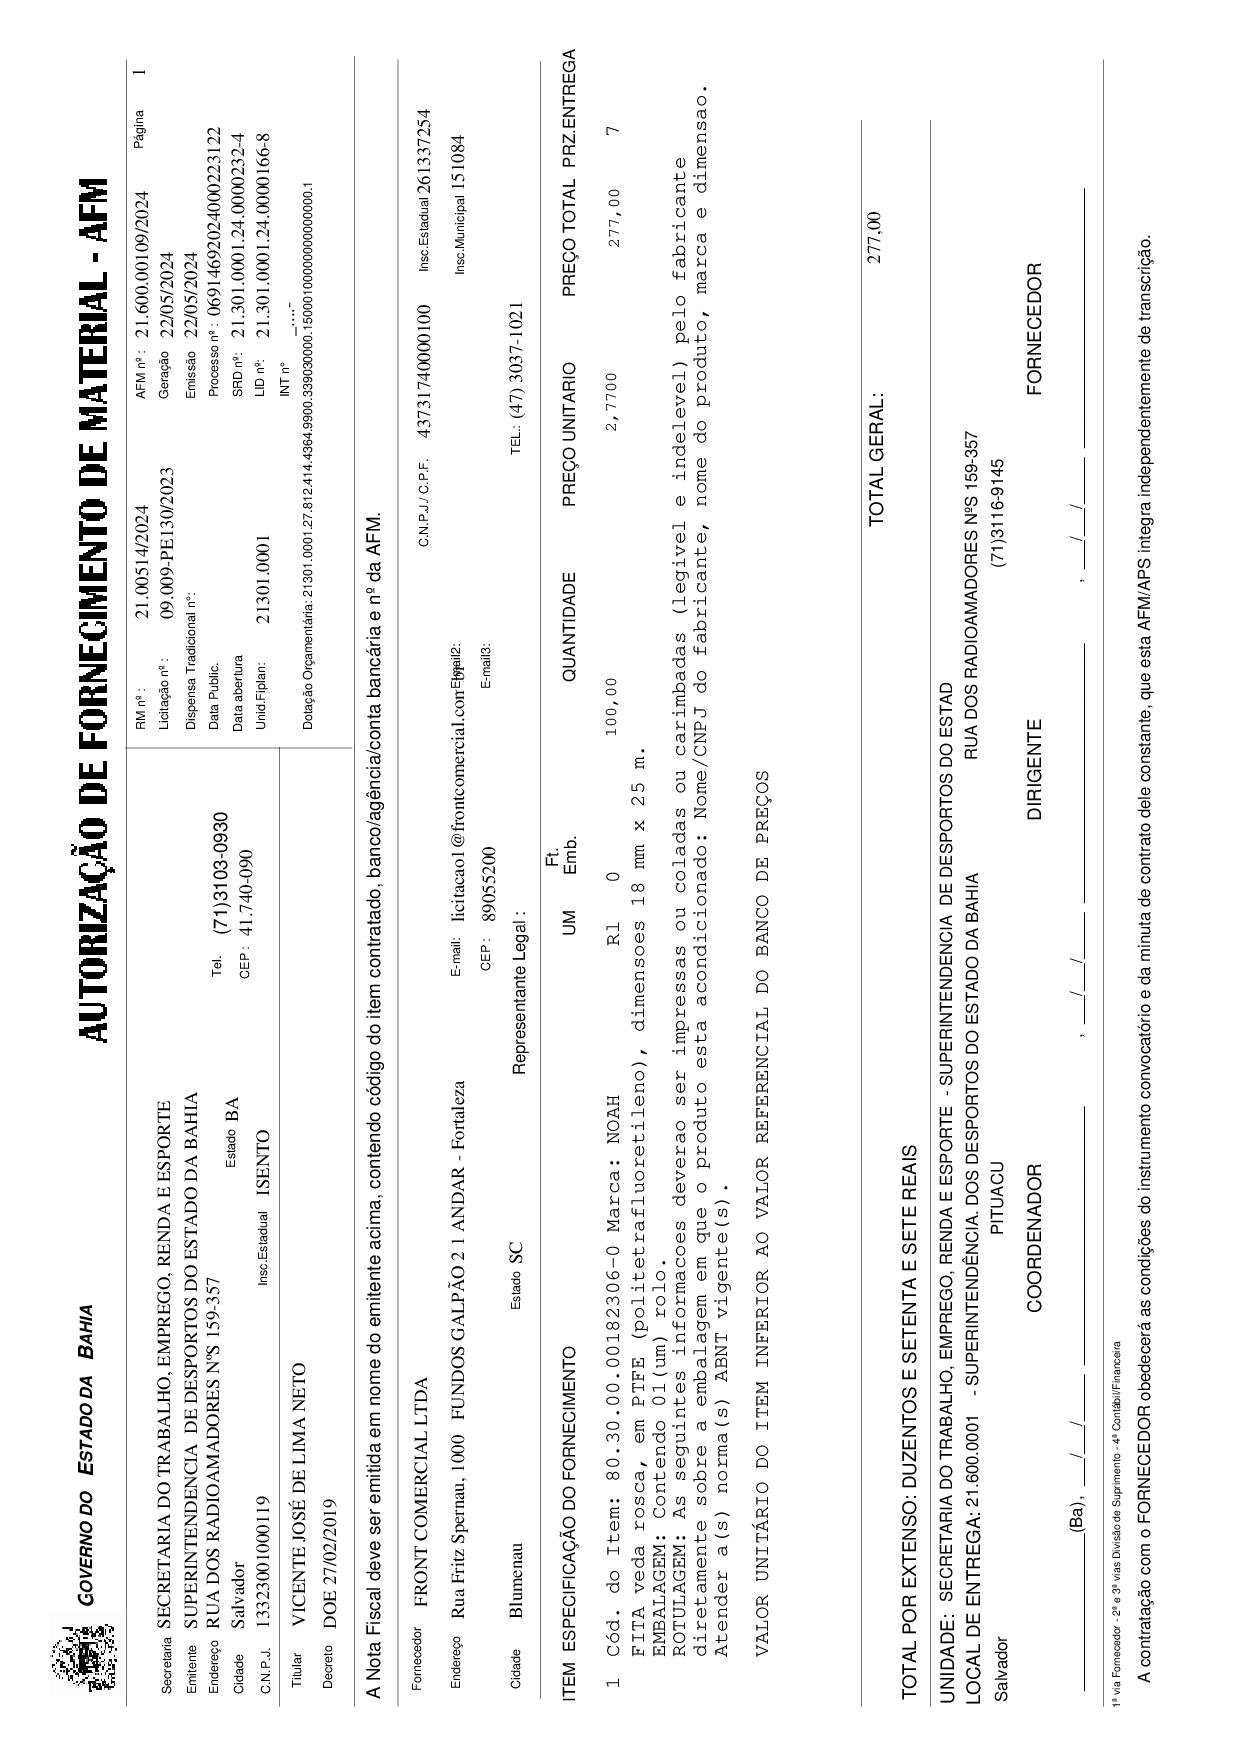 GOVERNO DO ESTADO DA BAHIA
AUTORIZAÇÃO DE FORNECIMENTO DE MATERIAL - AFM
RM nº : 21.00514/2024 AFM nº : 21.600.00109/2024 Página 1
Secretaria SECRETARIA DO TRABALHO, EMPREGO, RENDA E ESPORTE Licitação nº : 09.009-PE130/2023 Geração 22/05/2024
Emitente SUPERINTENDENCIA DE DESPORTOS DO ESTADO DA BAHIA Dispensa Tradicional n°: Emissão 22/05/2024
Endereço RUA DOS RADIOAMADORES NºS 159-357 Tel. (71)3103-0930 Data Public. Processo nº : 06914692024000223122
Cidade Salvador Estado BA CEP : 41.740-090 Data abertura SRD nº: 21.301.0001.24.0000232-4
C.N.P.J. 13323001000119 Insc.Estadual ISENTO Unid.Fiplan: 21301.0001 LID nº: 21.301.0001.24.0000166-8
INT n° _....-
Titular VICENTE JOSÉ DE LIMA NETO
Dotação Orçamentária: 21301.0001.27.812.414.4364.9900.339030000.15000100000000000000.1
Decreto DOE 27/02/2019
A Nota Fiscal deve ser emitida em nome do emitente acima, contendo código do item contratado, banco/agência/conta bancária e nº da AFM.
Fornecedor FRONT COMERCIAL LTDA C.N.P.J./ C.P.F. 43731740000100 Insc.Estadual 261337254
Endereço Rua Fritz Spernau, 1000 FUNDOS GALPÃO 2 1 ANDAR - Fortaleza E-mail: licitacao1@frontcomercial.com.br E-mail2: Insc.Municipal 151084
CEP : 89055200 E-mail3:
Cidade Blumenau Estado SC Representante Legal : TEL.: (47) 3037-1021
ITEM ESPECIFICAÇÃO DO FORNECIMENTO UM Ft. Emb. QUANTIDADE PREÇO UNITARIO PREÇO TOTAL PRZ.ENTREGA
1 Cód. do Item: 80.30.00.00182306-0 Marca: NOAH Rl 0 100,00 2,7700 277,00 7
FITA veda rosca, em PTFE (politetrafluoretileno), dimensoes 18 mm x 25 m.
EMBALAGEM: Contendo 01(um) rolo.
ROTULAGEM: As seguintes informacoes deverao ser impressas ou coladas ou carimbadas (legivel e indelevel) pelo fabricante
diretamente sobre a embalagem em que o produto esta acondicionado: Nome/CNPJ do fabricante, nome do produto, marca e dimensao.
Atender a(s) norma(s) ABNT vigente(s).
VALOR UNITÁRIO DO ITEM INFERIOR AO VALOR REFERENCIAL DO BANCO DE PREÇOS
TOTAL GERAL: 277,00
TOTAL POR EXTENSO: DUZENTOS E SETENTA E SETE REAIS
UNIDADE: SECRETARIA DO TRABALHO, EMPREGO, RENDA E ESPORTE - SUPERINTENDENCIA DE DESPORTOS DO ESTAD
LOCAL DE ENTREGA: 21.600.0001 - SUPERINTENDÊNCIA. DOS DESPORTOS DO ESTADO DA BAHIA RUA DOS RADIOAMADORES NºS 159-357
Salvador PITUACU (71)3116-9145
COORDENADOR DIRIGENTE FORNECEDOR
_________________(Ba), ___/___/_____ ____________________________ , ___/___/_____ ____________________________ , ___/___/_____ ____________________________
1ª via Fornecedor - 2ª e 3ª vias Divisão de Suprimento - 4ª Contábil/Financeira
A contratação com o FORNECEDOR obedecerá as condições do instrumento convocatório e da minuta de contrato dele constante, que esta AFM/APS integra independentemente de transcrição.